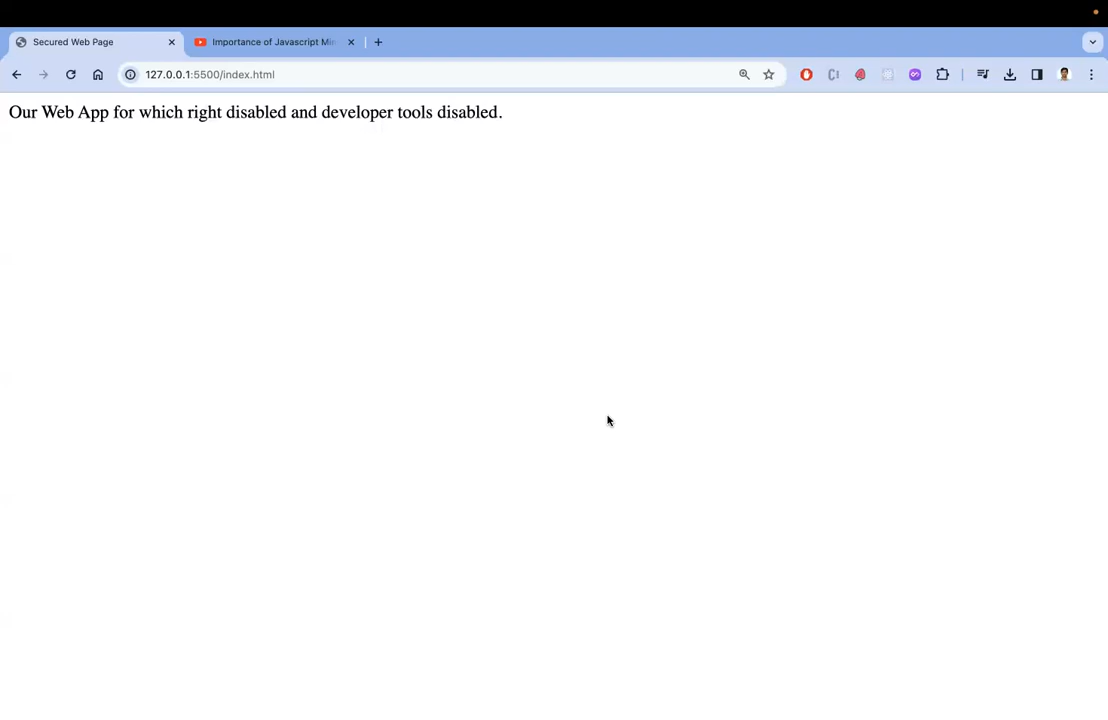 Secured Web Page
Importance of Javascript Min
127.0.0.1:5500/index.html
Our Web App for which right disabled and developer tools disabled.